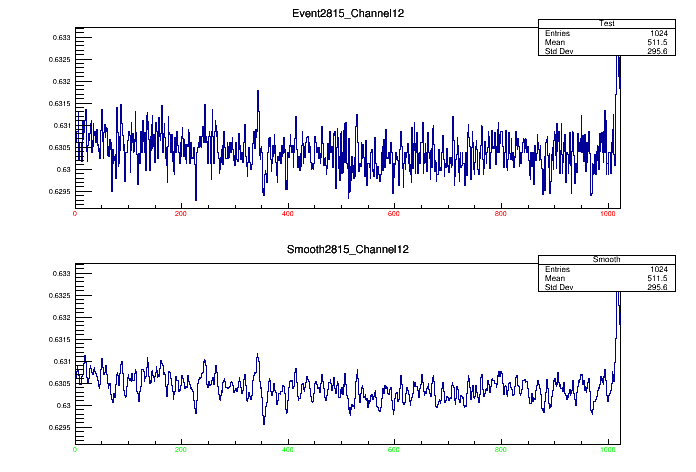 Event2815_Channel12
Test
Entries 1024
Mean 511.5
Std Dev 295.6
0.633
0.6325
0.632
0.6315
0.631
0.6305
0.63
0.6295
0 200 400 600 800 1000
Smooth2815_Channel12
Smooth
Entries 1024
Mean 511.5
Std Dev 295.6
0.633
0.6325
0.632
0.6315
0.631
0.6305
0.63
0.6295
0 200 400 600 800 1000